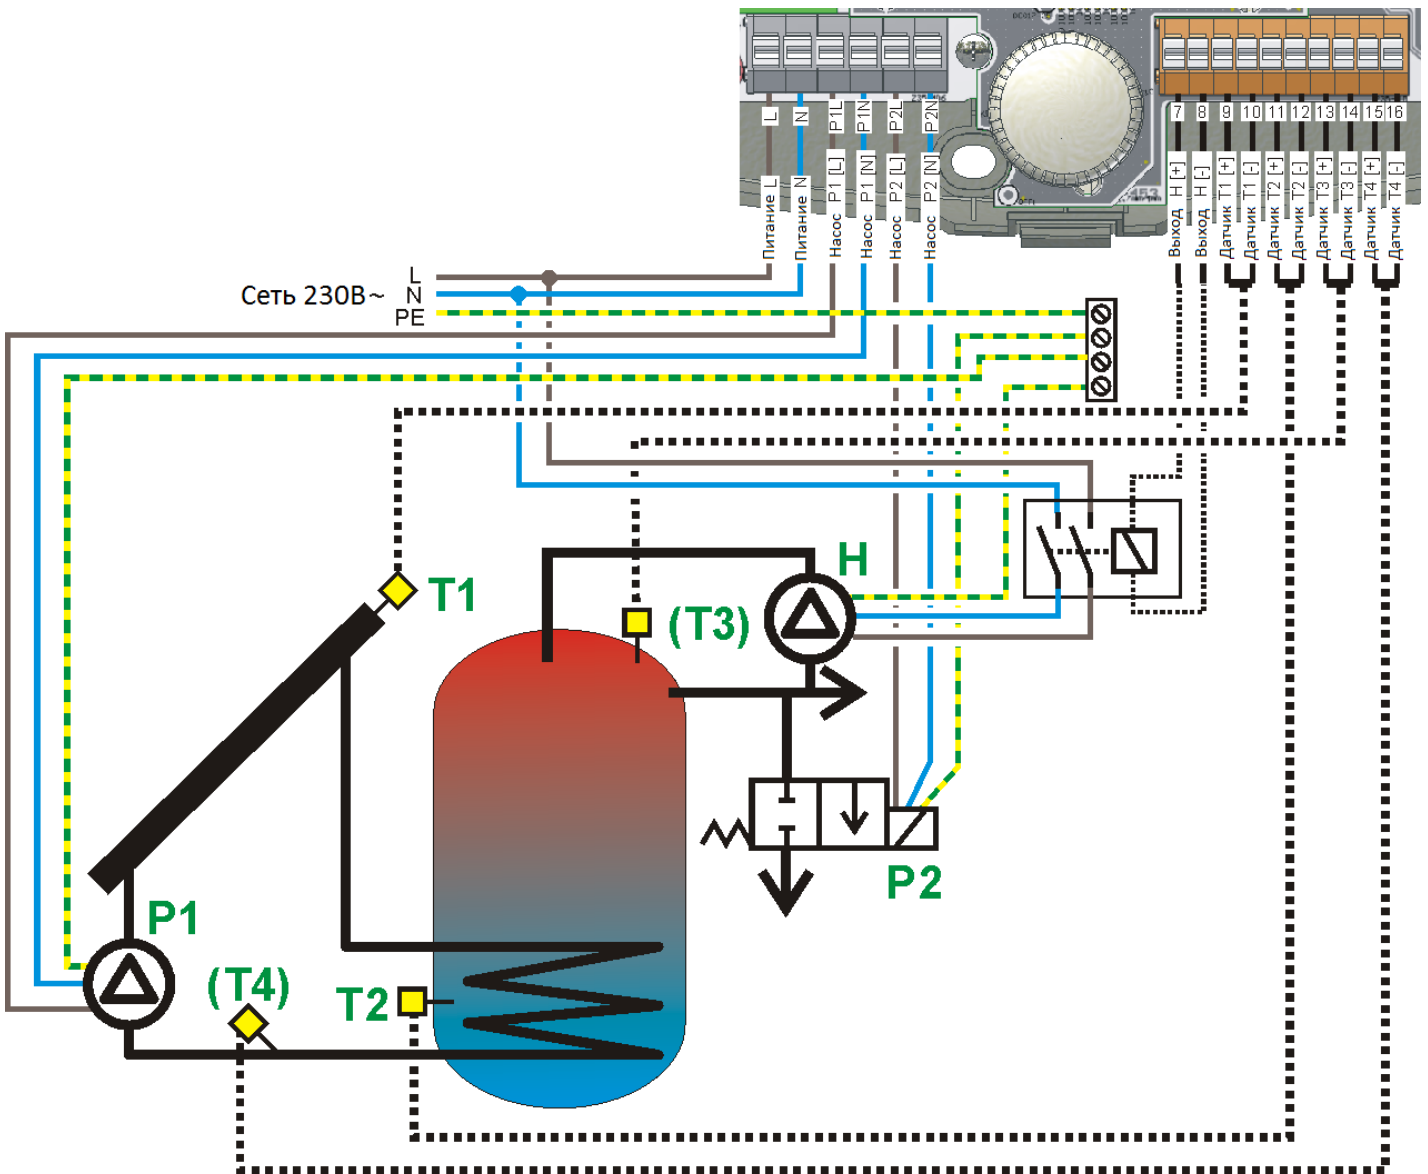 L
N
P1L
P1N
P2L
P2N
7
8
9
10
11
12
13
14
15
16
Питание L
Питание N
Насос P1 [L]
Насос P1 [N]
Насос P2 [L]
Насос P2 [N]
Выход H [+]
Выход H [-]
Датчик T1 [+]
Датчик T1 [-]
Датчик T2 [+]
Датчик T2 [-]
Датчик T3 [+]
Датчик T3 [-]
Датчик T4 [+]
Датчик T4 [-]
L
Сеть 230В~ N
PE
H
T1
(T3)
P2
P1
(T4)
T2